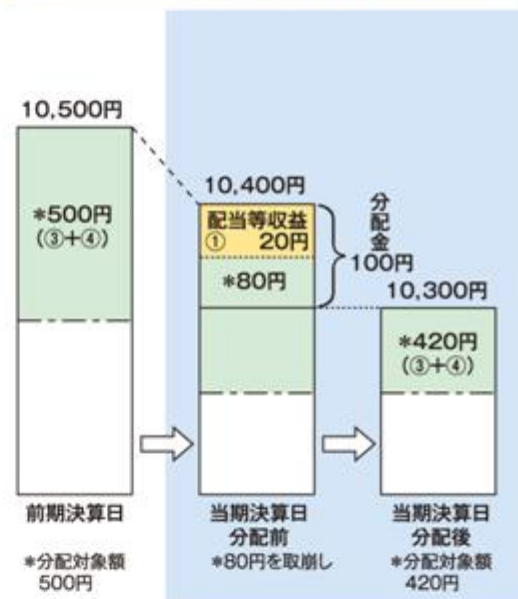 10,500円
*500円
(③+④)
10,400円
配当等収益
① 20円
*80円
分配金
100円
10,300円
*420円
(③+④)
前期決算日
*分配対象額
500円
当期決算日
分配前
*80円を取崩し
当期決算日
分配後
*分配対象額
420円